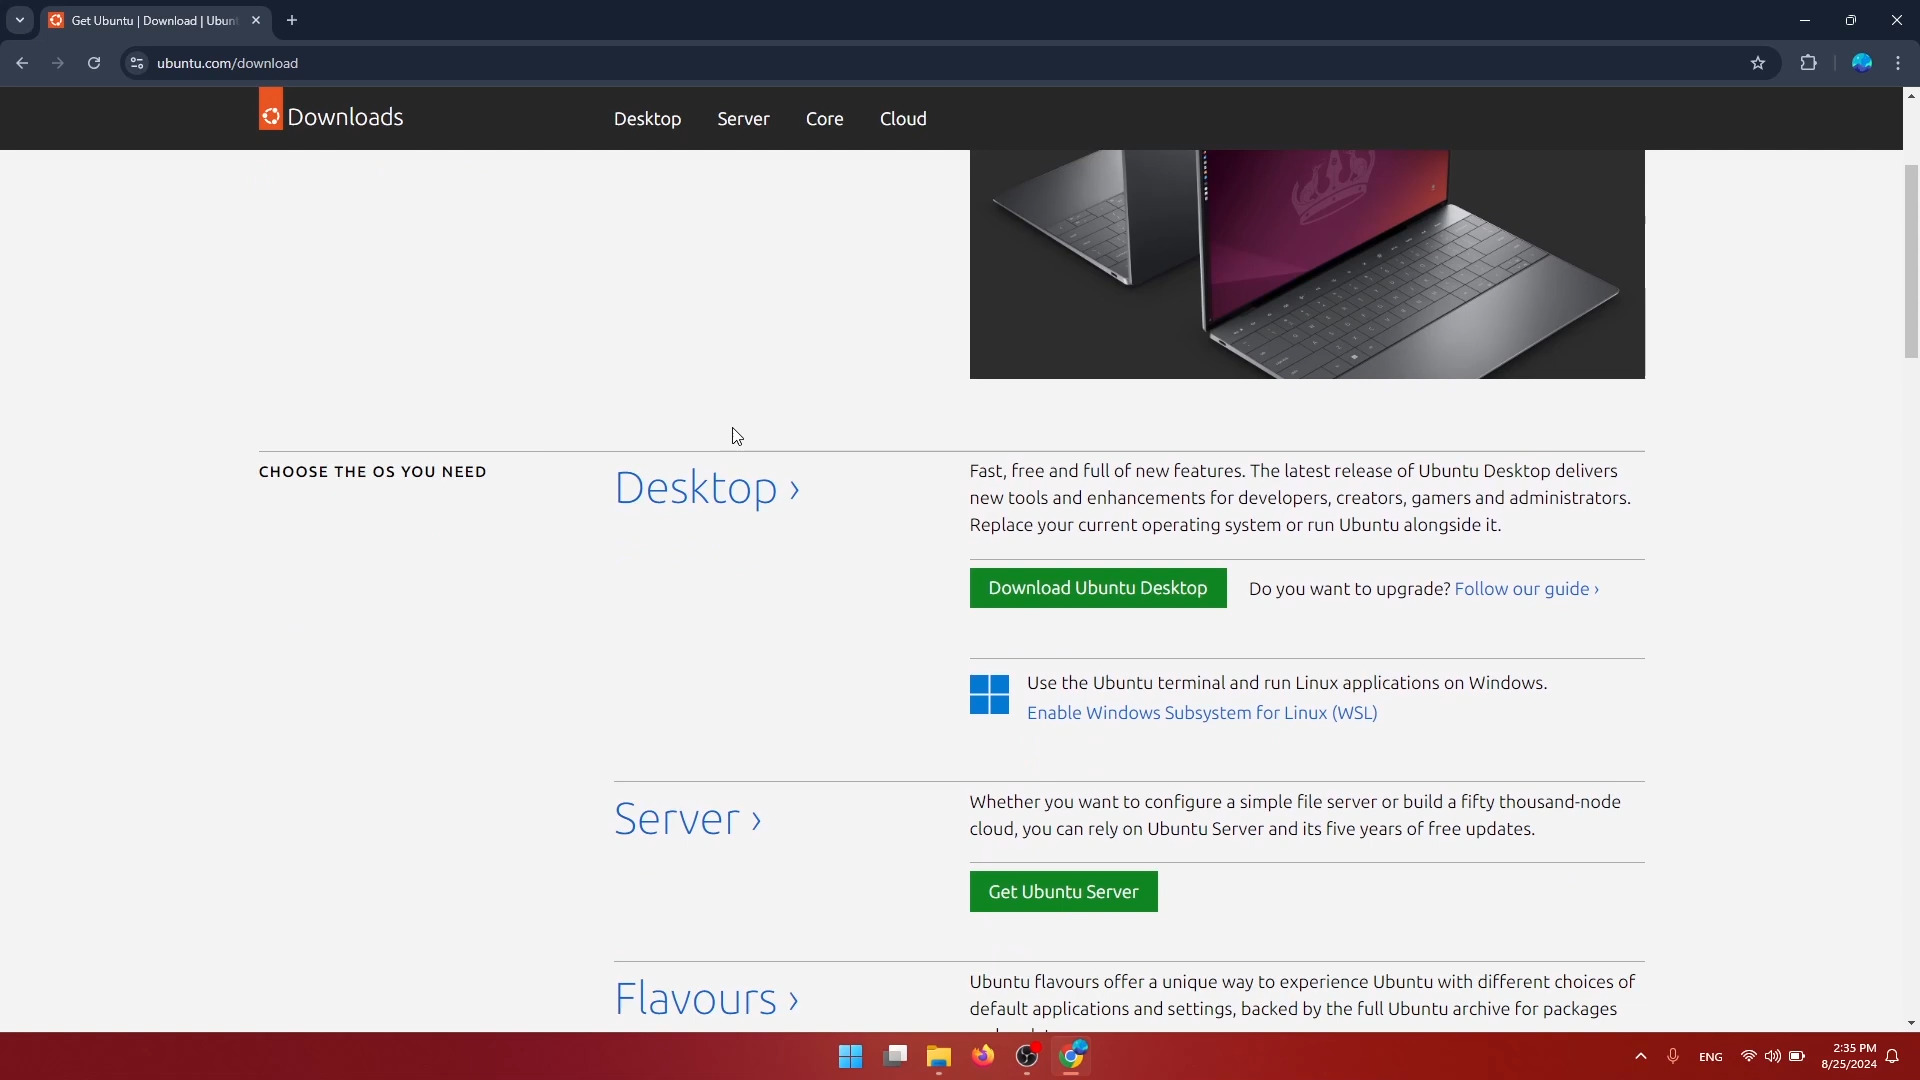 Get Ubuntu | Download | Ubun
ubuntu.com/download
Downloads
Desktop
Server
Core
Cloud
CHOOSE THE OS YOU NEED
Desktop ›
Fast, free and full of new features. The latest release of Ubuntu Desktop delivers
new tools and enhancements for developers, creators, gamers and administrators.
Replace your current operating system or run Ubuntu alongside it.
Download Ubuntu Desktop
Do you want to upgrade? Follow our guide ›
Use the Ubuntu terminal and run Linux applications on Windows.
Enable Windows Subsystem for Linux (WSL)
Server ›
Whether you want to configure a simple file server or build a fifty thousand-node
cloud, you can rely on Ubuntu Server and its five years of free updates.
Get Ubuntu Server
Flavours ›
Ubuntu flavours offer a unique way to experience Ubuntu with different choices of
default applications and settings, backed by the full Ubuntu archive for packages
ENG
2:35 PM
8/25/2024